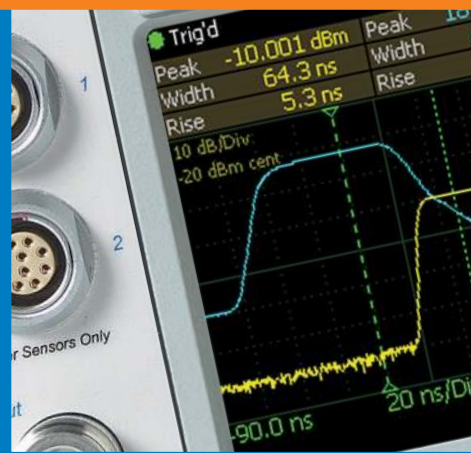 Trig'd
Peak -10.001 dBm Peak
Width 64.3 ns Width
Rise 5.3 ns Rise
10 dB/Div
-20 dBm cent
1
2
Sensors Only
-90.0 ns 20 ns/Di